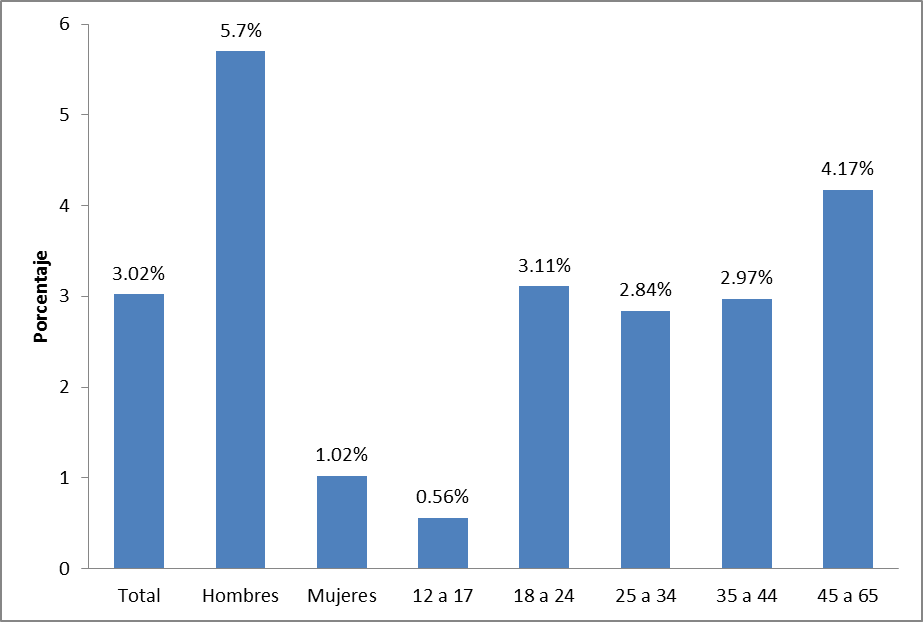 Porcentaje
6
5
4
3
2
1
0
3.02%
5.7%
1.02%
0.56%
3.11%
2.84%
2.97%
4.17%
Total
Hombres
Mujeres
12 a 17
18 a 24
25 a 34
35 a 44
45 a 65